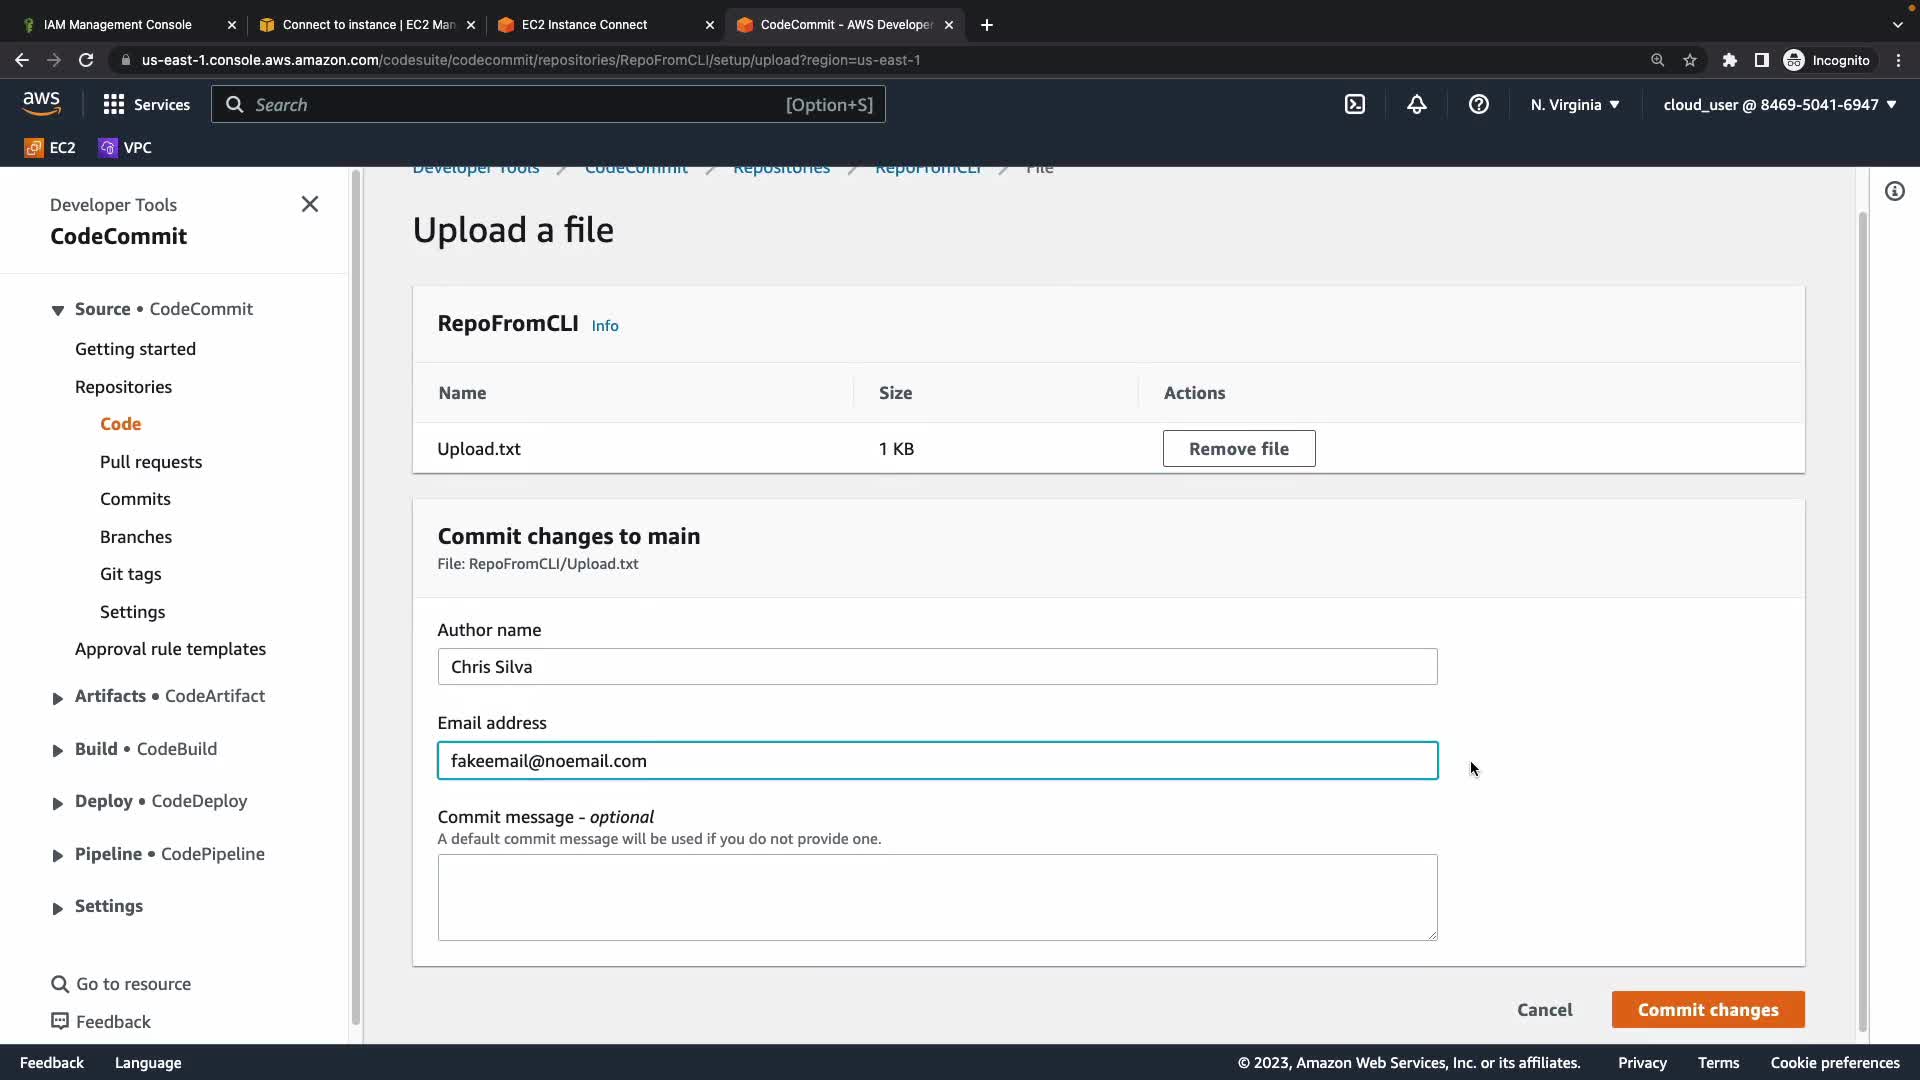 IAM Management Console
Connect to instance | EC2 Man
EC2 Instance Connect
CodeCommit - AWS Developer
us-east-1.console.aws.amazon.com/codesuite/codecommit/repositories/RepoFromCLI/setup/upload?region=us-east-1
Incognito
aws
Services
Search
[Option+S]
N. Virginia
cloud_user @ 8469-5041-6947
EC2
VPC
Developer Tools
CodeCommit
Source • CodeCommit
Getting started
Repositories
Code
Pull requests
Commits
Branches
Git tags
Settings
Approval rule templates
Artifacts • CodeArtifact
Build • CodeBuild
Deploy • CodeDeploy
Pipeline • CodePipeline
Settings
Go to resource
Feedback
Developer Tools / CodeCommit / Repositories / RepoFromCLI / File
Upload a file
RepoFromCLI Info
Name Size Actions
Upload.txt 1 KB Remove file
Commit changes to main
File: RepoFromCLI/Upload.txt
Author name
Chris Silva
Email address
fakeemail@noemail.com
Commit message - optional
A default commit message will be used if you do not provide one.
Cancel
Commit changes
Feedback
Language
© 2023, Amazon Web Services, Inc. or its affiliates.
Privacy
Terms
Cookie preferences